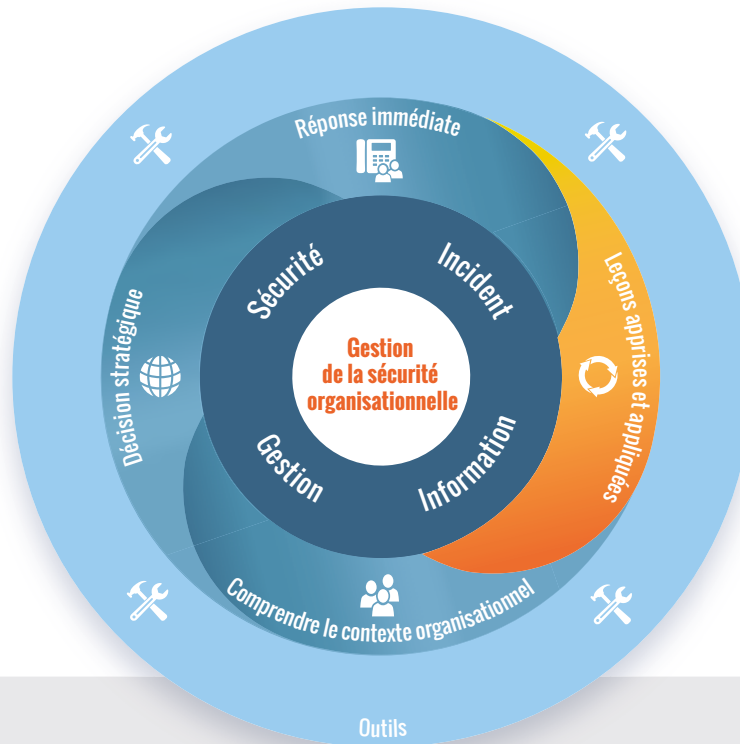 Réponse immédiate
Leçons apprises et appliquées
Comprendre le contexte organisationnel
Décision stratégique
Sécurité
Incident
Information
Gestion
Gestion
de la sécurité
organisationnelle
Outils